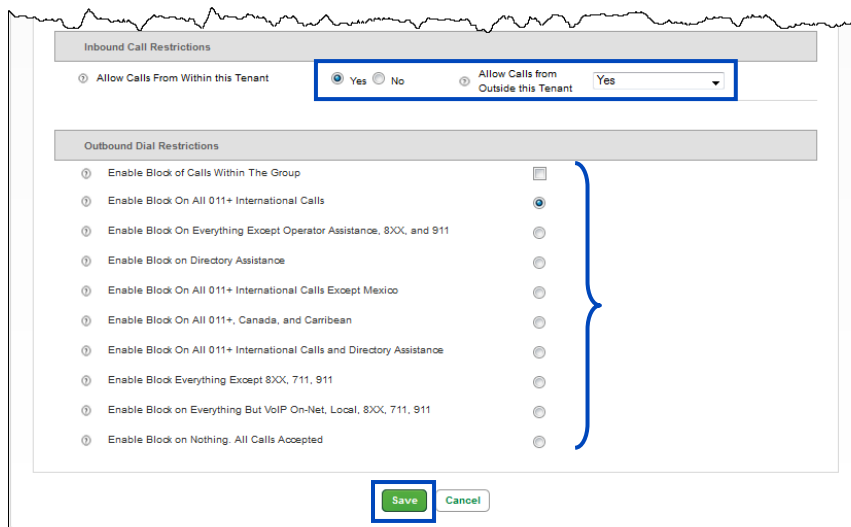 Inbound Call Restrictions
Allow Calls From Within this Tenant
Yes No
Allow Calls from
Outside this Tenant
Yes
Outbound Dial Restrictions
Enable Block of Calls Within The Group
Enable Block On All 011+ International Calls
Enable Block On Everything Except Operator Assistance, 8XX, and 911
Enable Block on Directory Assistance
Enable Block On All 011+ International Calls Except Mexico
Enable Block On All 011+, Canada, and Carribean
Enable Block On All 011+ International Calls and Directory Assistance
Enable Block Everything Except 8XX, 711, 911
Enable Block on Everything But VoIP On-Net, Local, 8XX, 711, 911
Enable Block on Nothing. All Calls Accepted
Save Cancel